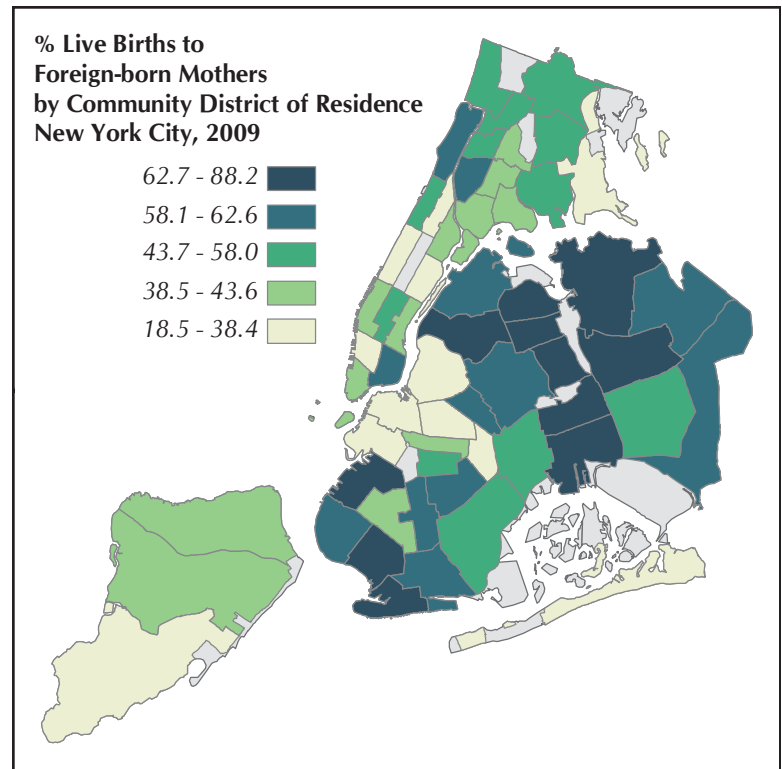 % Live Births to
Foreign-born Mothers
by Community District of Residence
New York City, 2009
62.7 - 88.2
58.1 - 62.6
43.7 - 58.0
38.5 - 43.6
18.5 - 38.4